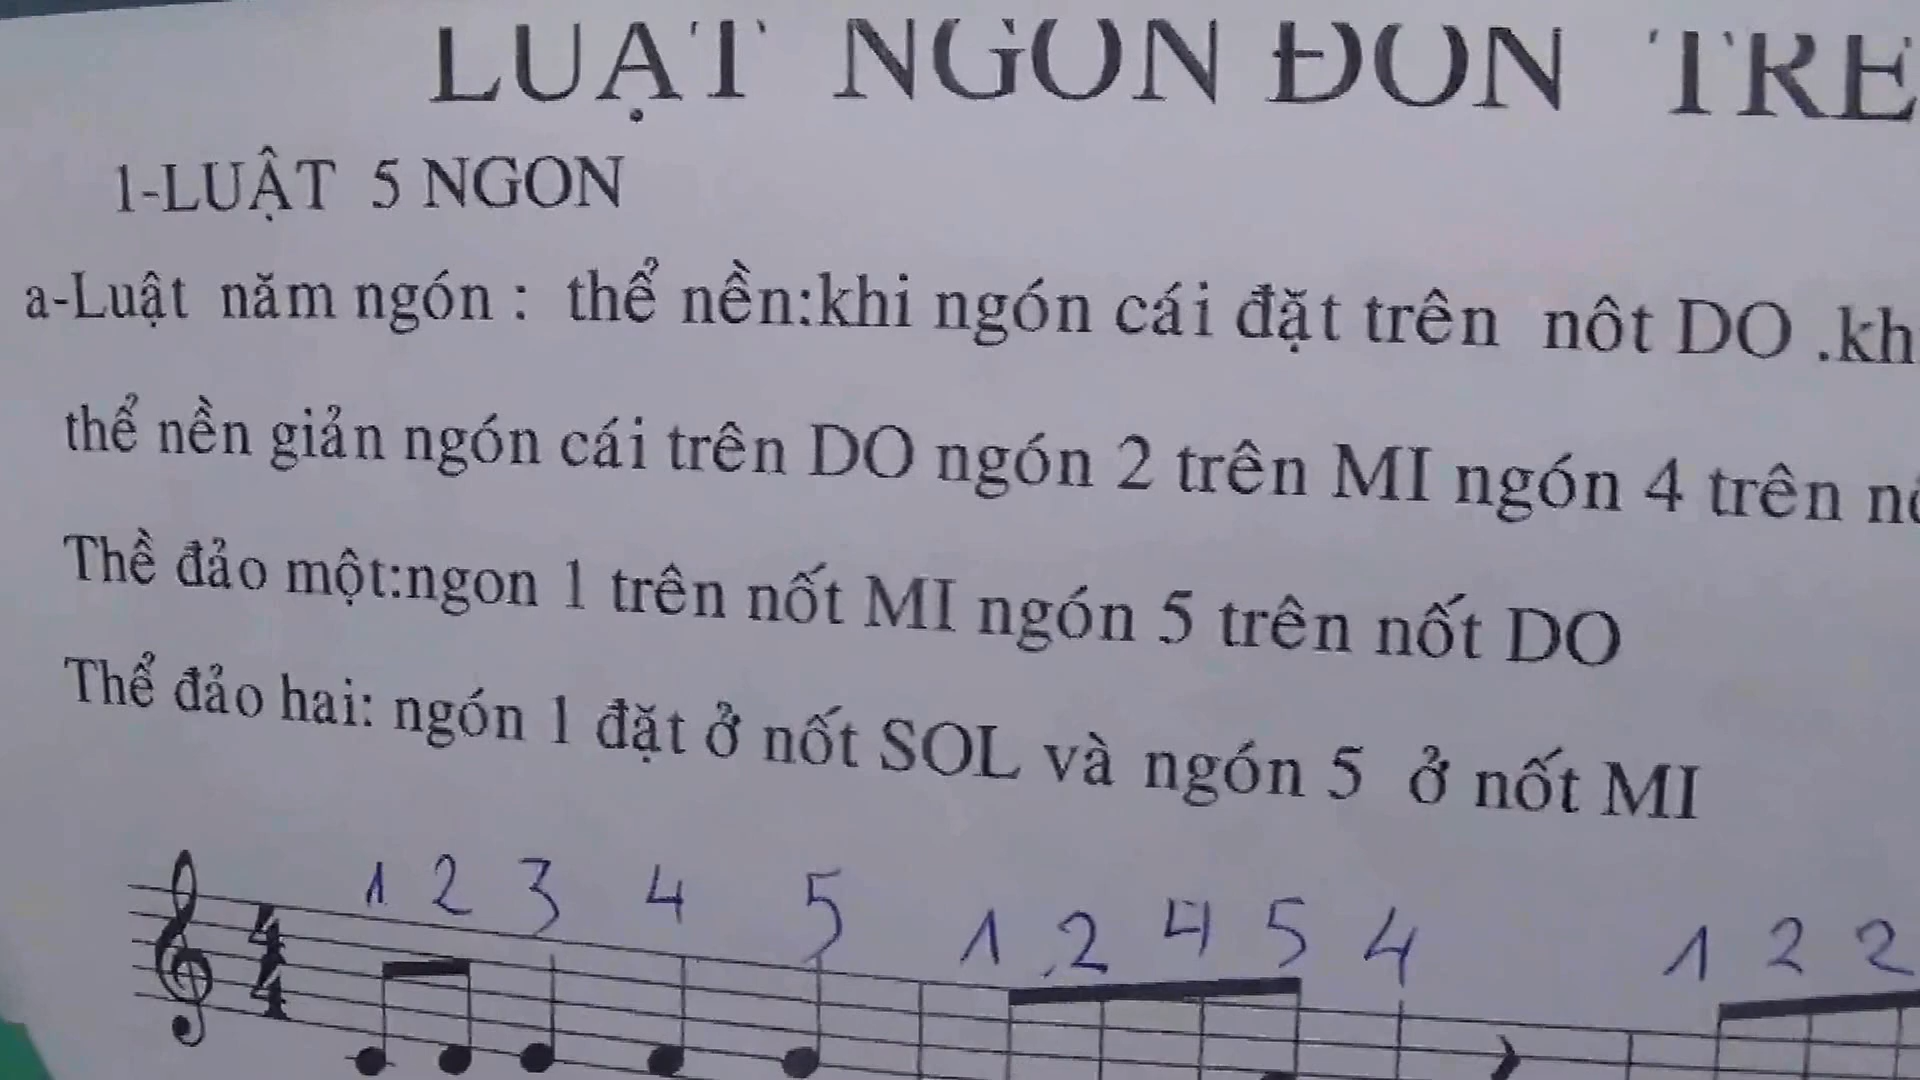 LUẠT NGON ĐON TRE
1-LUẬT 5 NGON
a-Luật năm ngón : thể nền:khi ngón cái đặt trên nôt DO .kh
thể nền giản ngón cái trên DO ngón 2 trên MI ngón 4 trên
Thề đảo một:ngon 1 trên nốt MI ngón 5 trên nốt DO
Thể đảo hai: ngón 1 đặt ở nốt SOL và ngón 5 ở nốt MI
1 2 3 4 5 1 2 4 5 4 1 2 2
4
4